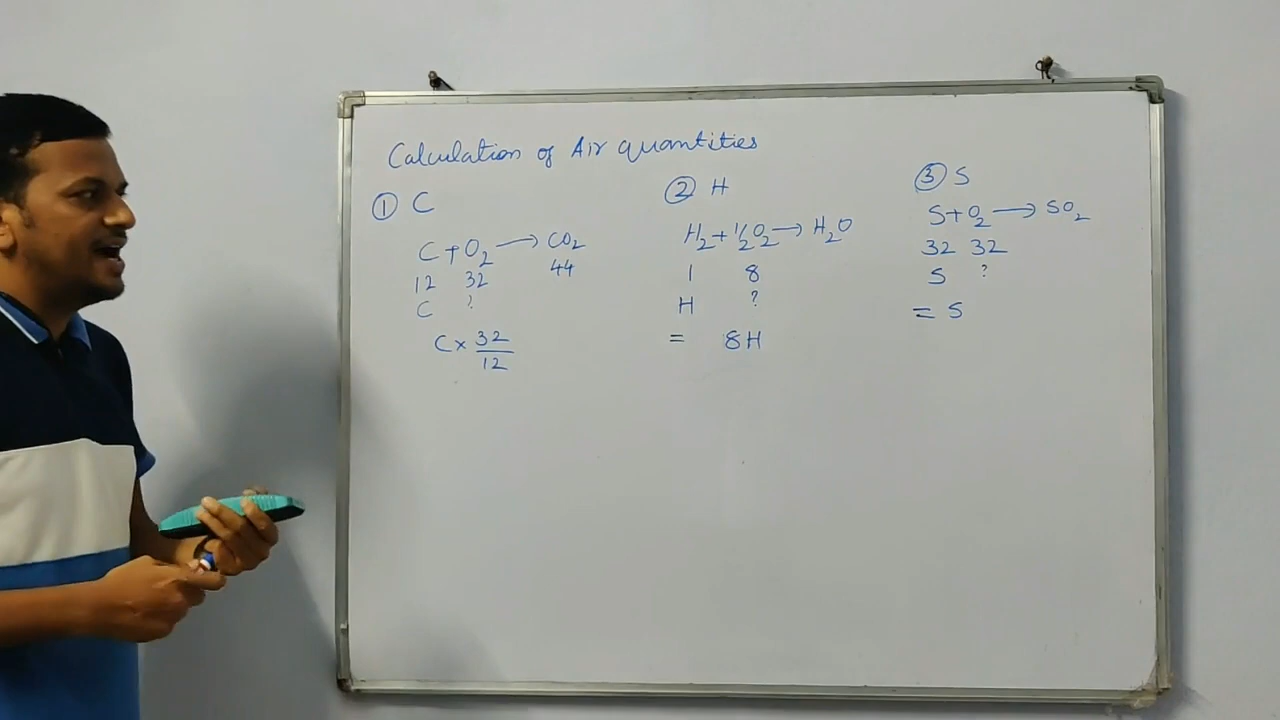 Calculation of Air quantities
① C
C + O₂ → CO₂
12 32 44
C ?
C × 32/12
② H
H₂ + ½O₂ → H₂O
1 8
H ?
= 8H
③ S
S + O₂ → SO₂
32 32
S ?
= S